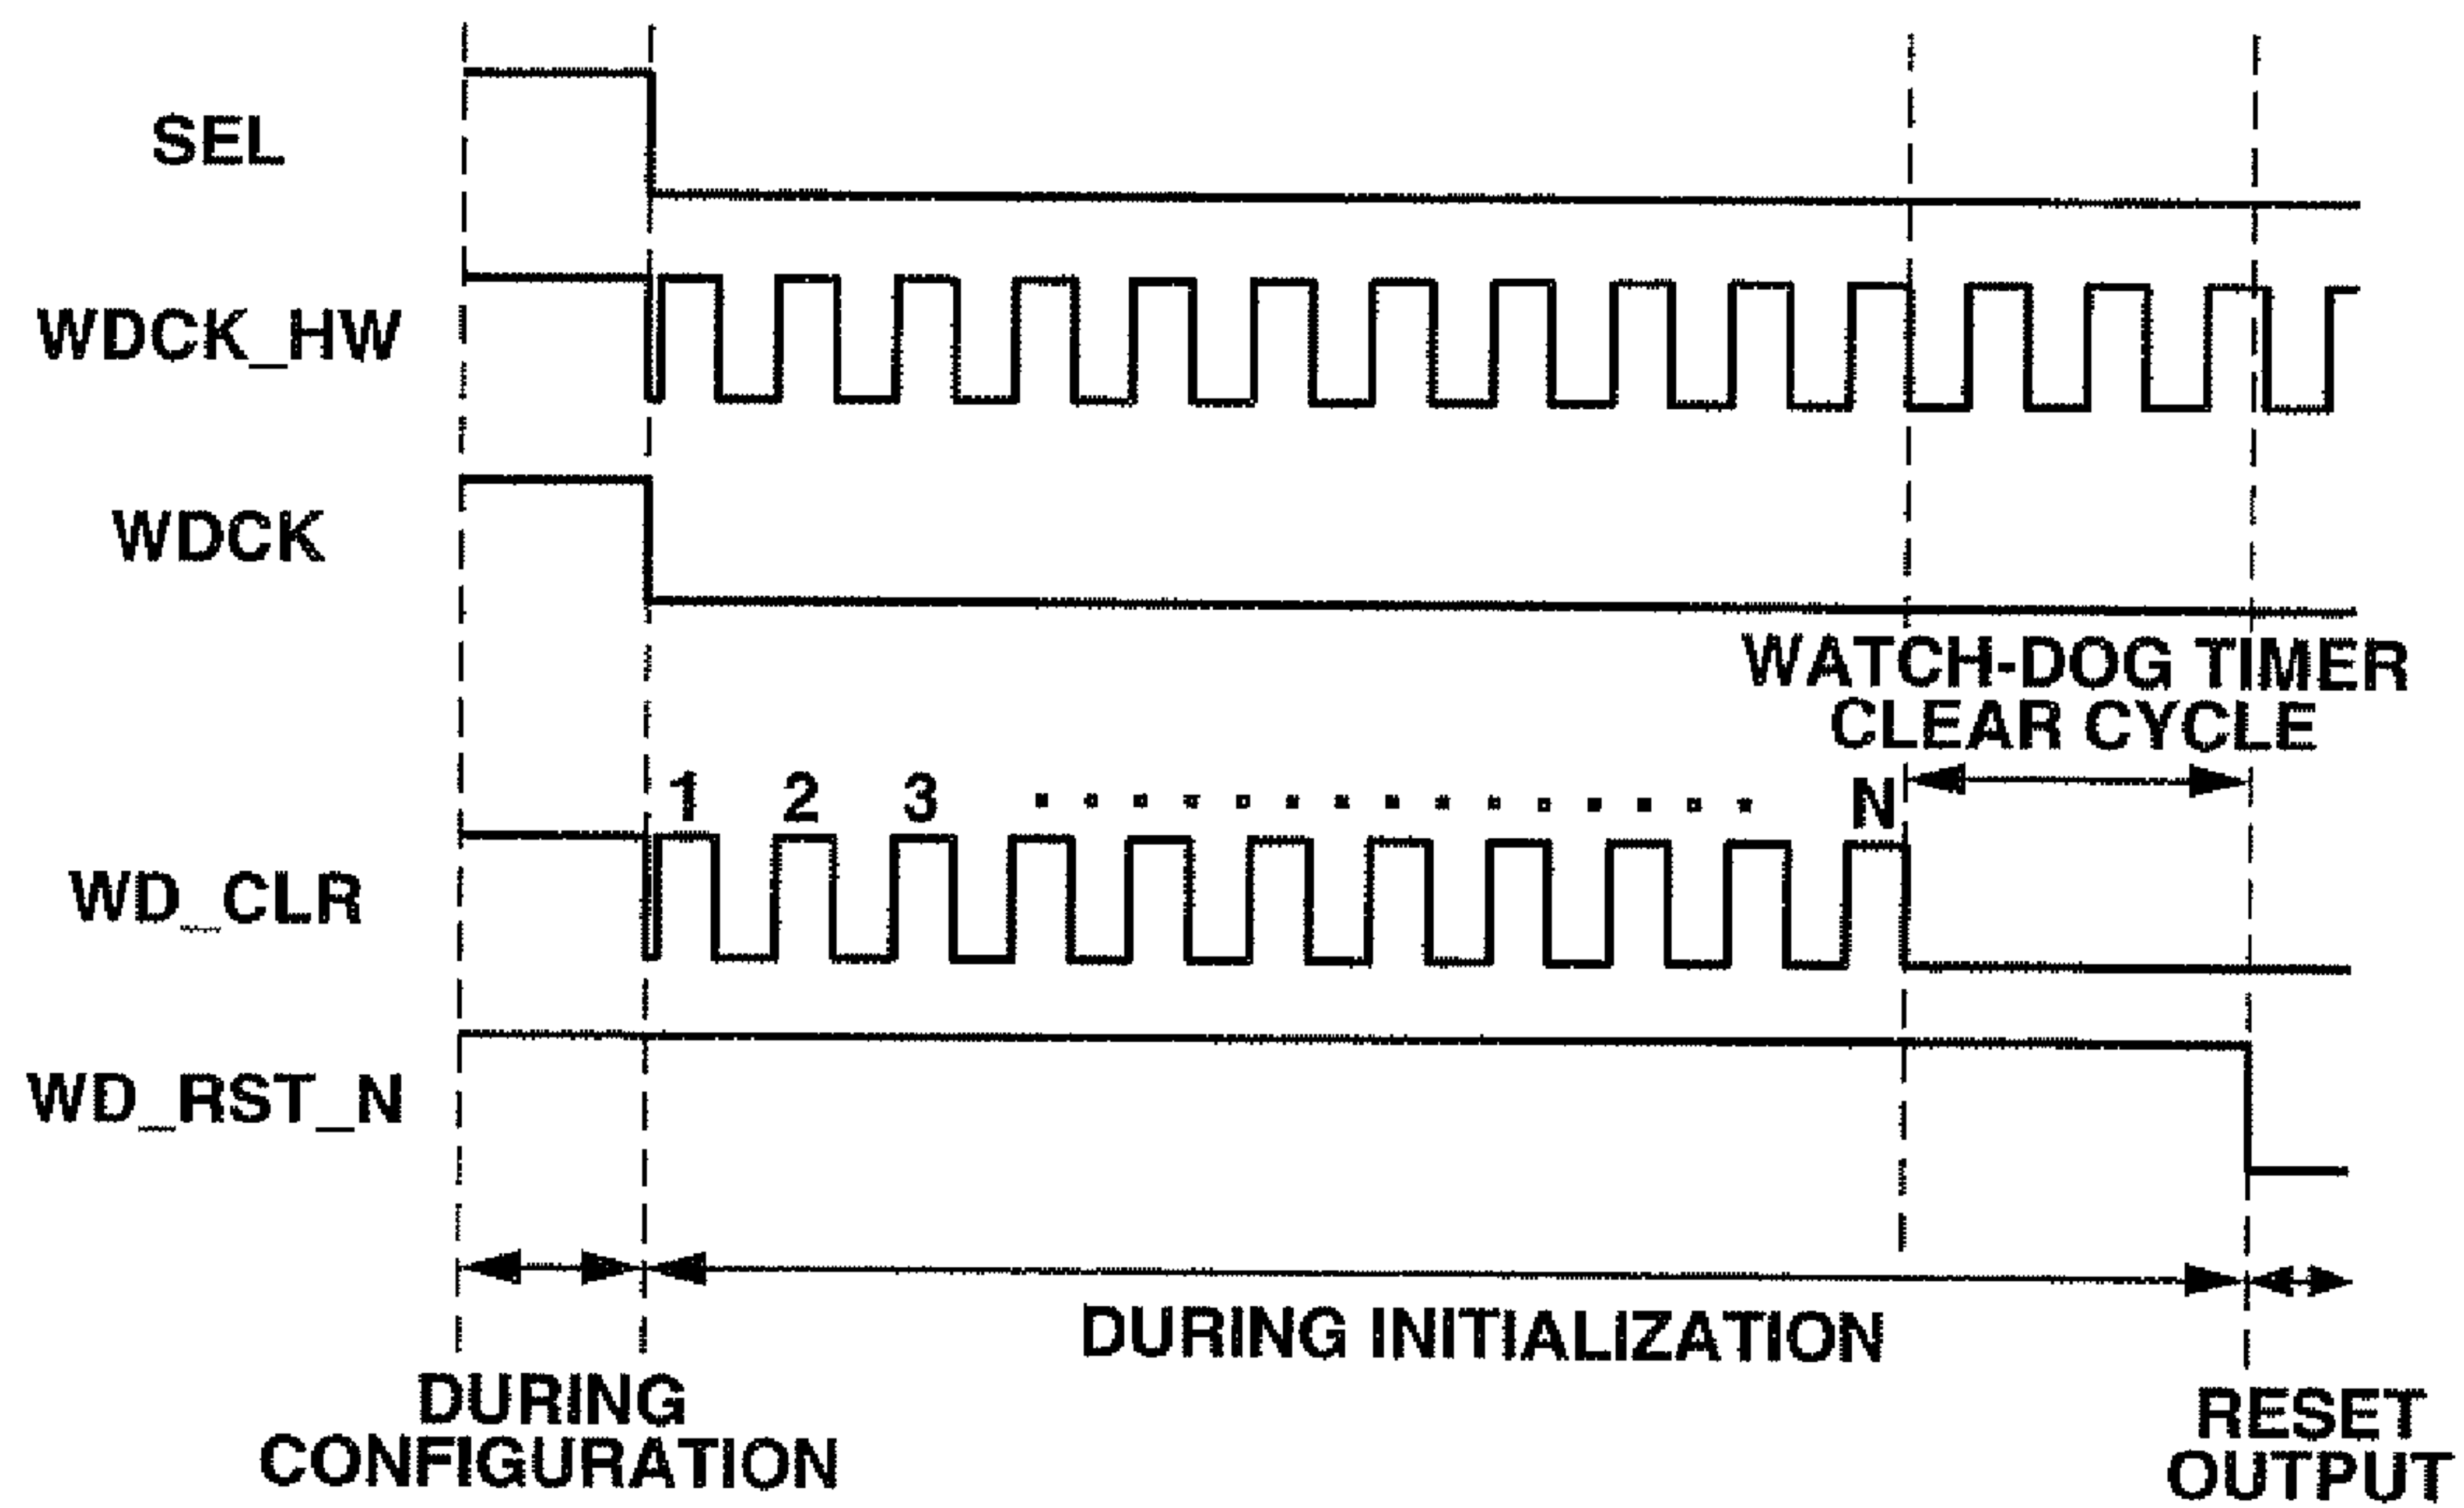 SEL
WDCK_HW
WDCK
WATCH-DOG TIMER
CLEAR CYCLE
1 2 3 . . . . . . . . . . . . . . . N
WD_CLR
WD_RST_N
DURING INITIALIZATION
DURING
CONFIGURATION
RESET
OUTPUT